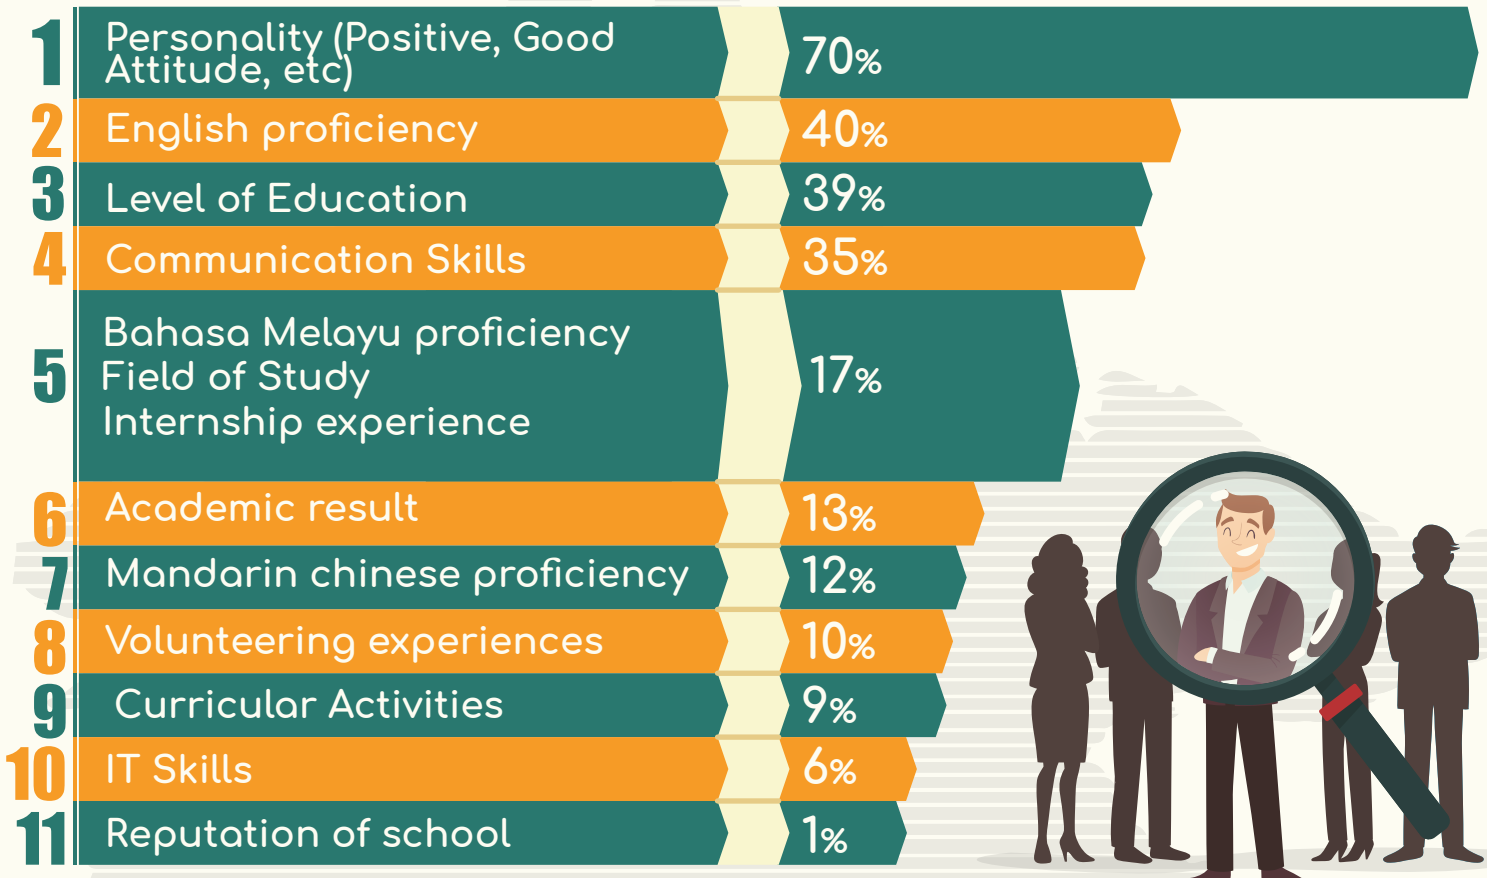 1 Personality (Positive, Good
Attitude, etc) 70%
2 English proficiency 40%
3 Level of Education 39%
4 Communication Skills 35%
Bahasa Melayu proficiency
5 Field of Study 17%
Internship experience
6 Academic result 13%
7 Mandarin chinese proficiency 12%
8 Volunteering experiences 10%
9 Curricular Activities 9%
10 IT Skills 6%
11 Reputation of school 1%